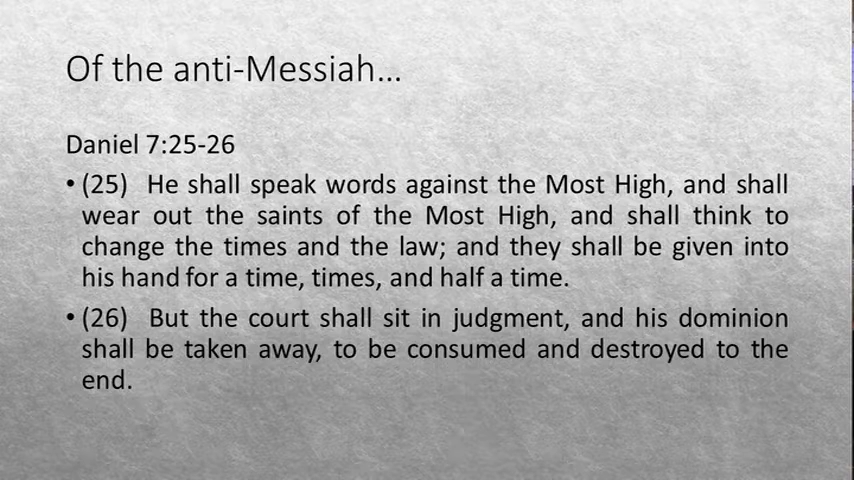 Of the anti-Messiah...
Daniel 7:25-26
• (25) He shall speak words against the Most High, and shall
wear out the saints of the Most High, and shall think to
change the times and the law; and they shall be given into
his hand for a time, times, and half a time.
• (26) But the court shall sit in judgment, and his dominion
shall be taken away, to be consumed and destroyed to the
end.